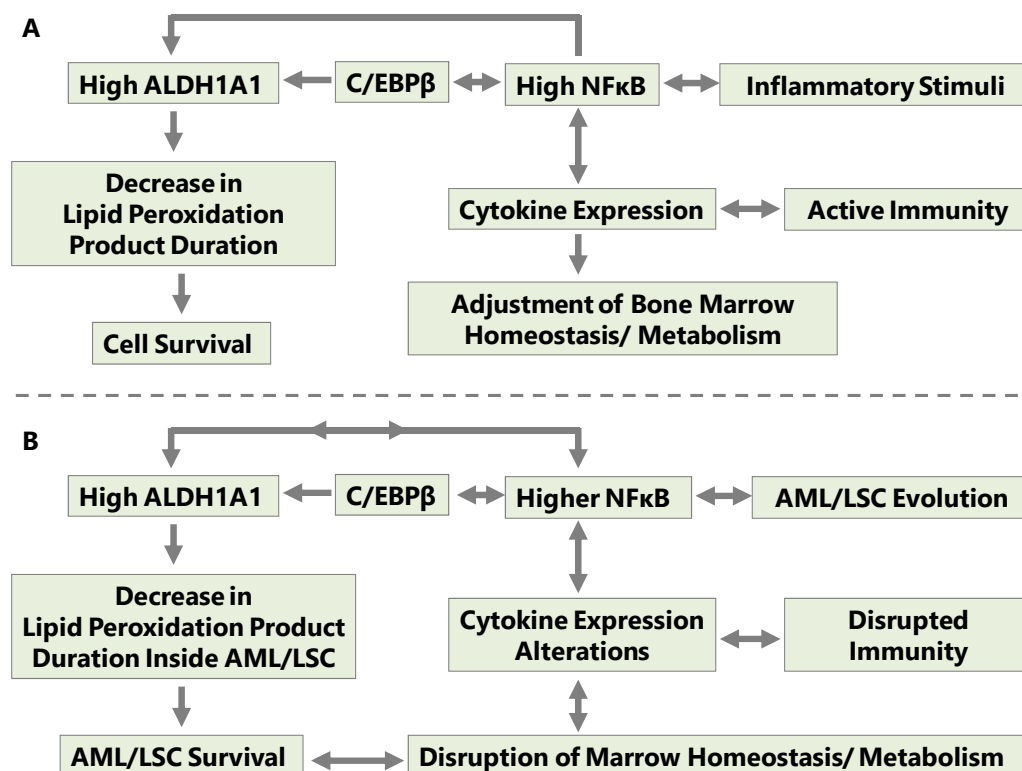 A
High ALDH1A1
C/EBPβ
High NFκB
Inflammatory Stimuli
Decrease in
Lipid Peroxidation
Product Duration
Cytokine Expression
Active Immunity
Adjustment of Bone Marrow
Homeostasis/ Metabolism
Cell Survival
B
High ALDH1A1
C/EBPβ
Higher NFκB
AML/LSC Evolution
Decrease in
Lipid Peroxidation Product
Duration Inside AML/LSC
Cytokine Expression
Alterations
Disrupted
Immunity
AML/LSC Survival
Disruption of Marrow Homeostasis/ Metabolism